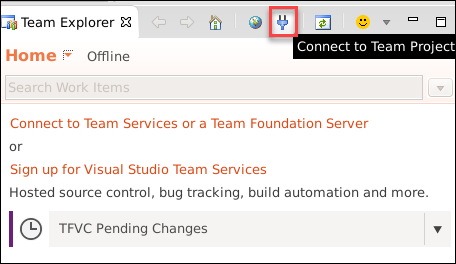 Team Explorer
Connect to Team Project
Home Offline
Search Work Items
Connect to Team Services or a Team Foundation Server
or
Sign up for Visual Studio Team Services
Hosted source control, bug tracking, build automation and more.
TFVC Pending Changes